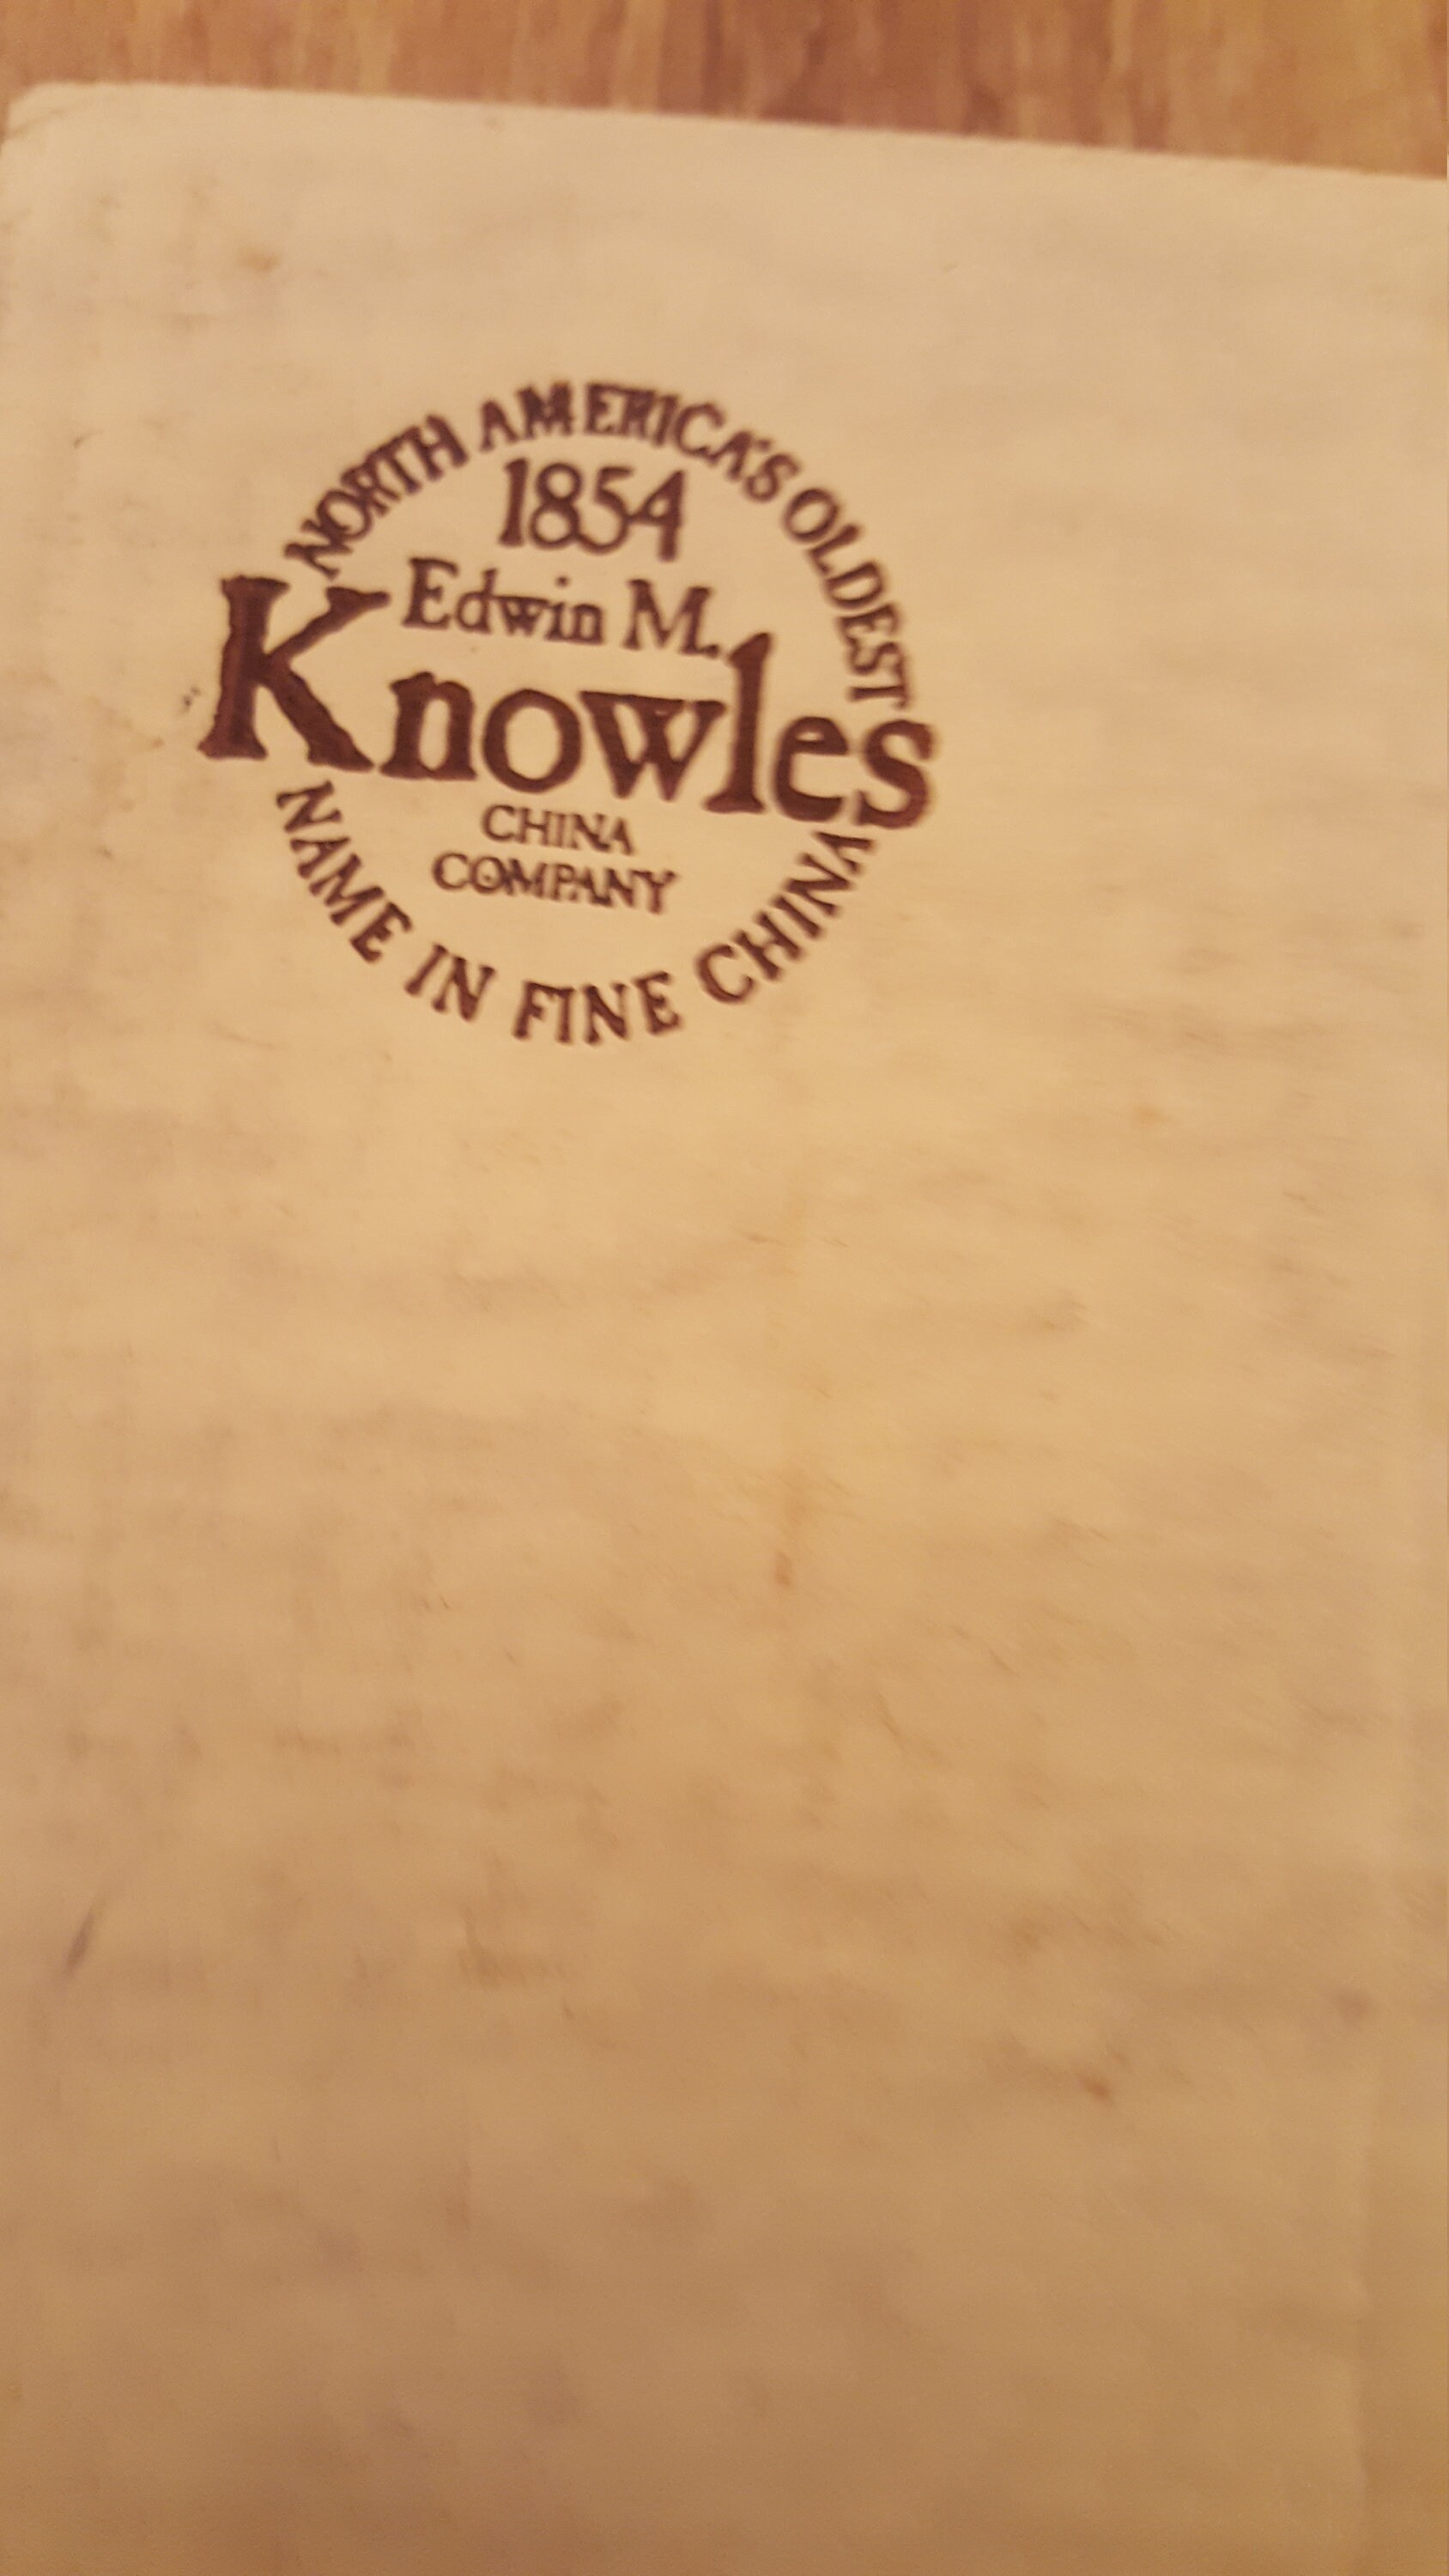 NORTH AMERICA'S OLDEST
1854
Edwin M.
Knowles
CHINA
COMPANY
NAME IN FINE CHINA